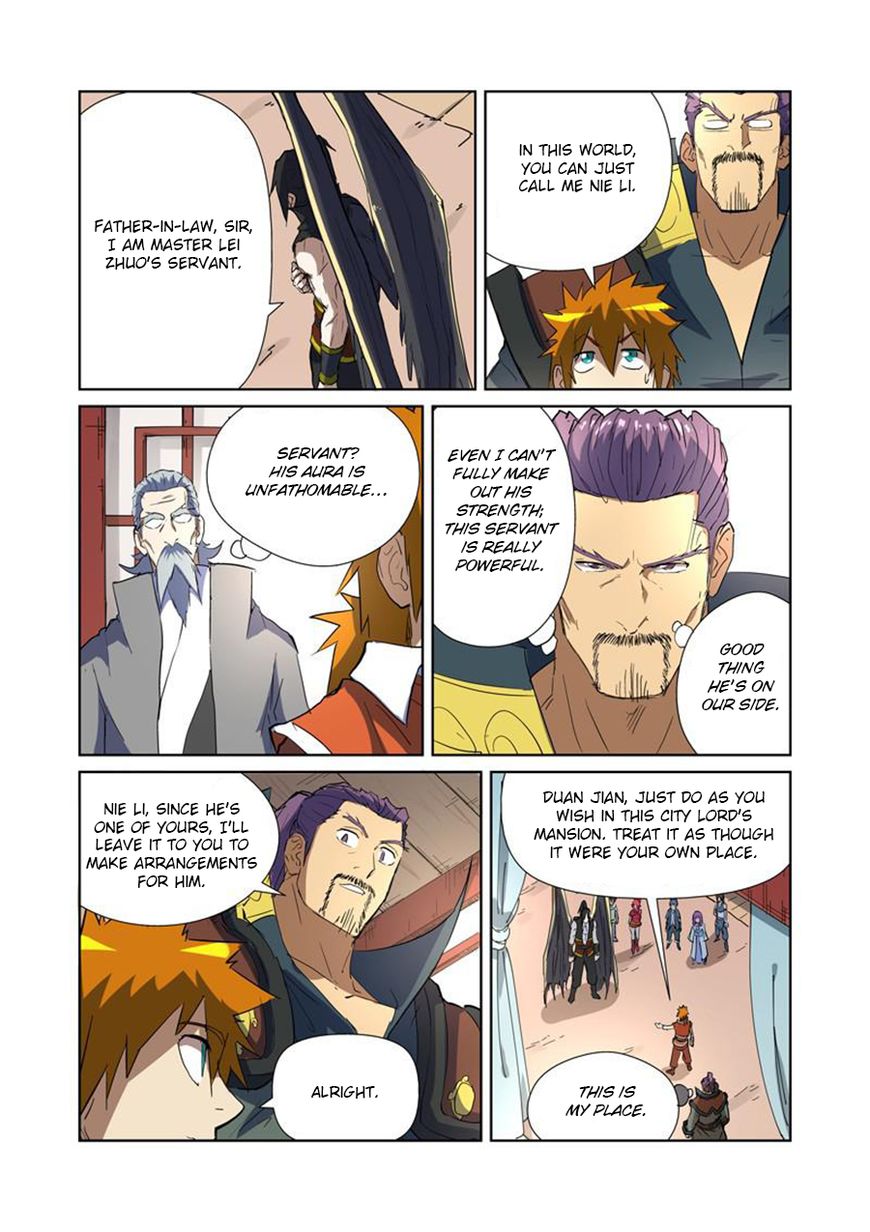 FATHER-IN-LAW, SIR,
I AM MASTER LEI
ZHUO'S SERVANT.
IN THIS WORLD,
YOU CAN JUST
CALL ME NIE LI.
SERVANT?
HIS AURA IS
UNFATHOMABLE...
EVEN I CAN'T
FULLY MAKE
OUT HIS
STRENGTH;
THIS SERVANT
IS REALLY
POWERFUL.
GOOD
THING
HE'S ON
OUR SIDE.
NIE LI, SINCE HE'S
ONE OF YOURS, I'LL
LEAVE IT TO YOU TO
MAKE ARRANGEMENTS
FOR HIM.
ALRIGHT.
DUAN JIAN, JUST DO AS YOU
WISH IN THIS CITY LORD'S
MANSION. TREAT IT AS THOUGH
IT WERE YOUR OWN PLACE.
THIS IS
MY PLACE.